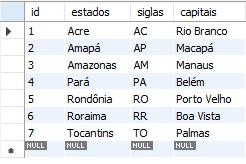 id estados siglas capitais
1 Acre AC Rio Branco
2 Amapá AP Macapá
3 Amazonas AM Manaus
4 Pará PA Belém
5 Rondônia RO Porto Velho
6 Roraima RR Boa Vista
7 Tocantins TO Palmas
NULL NULL NULL NULL